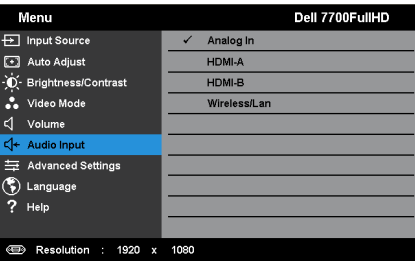 Menu Dell 7700FullHD
Input Source ✓ Analog In
Auto Adjust HDMI-A
Brightness/Contrast HDMI-B
Video Mode Wireless/Lan
Volume
Audio Input
Advanced Settings
Language
? Help
Resolution : 1920 x 1080